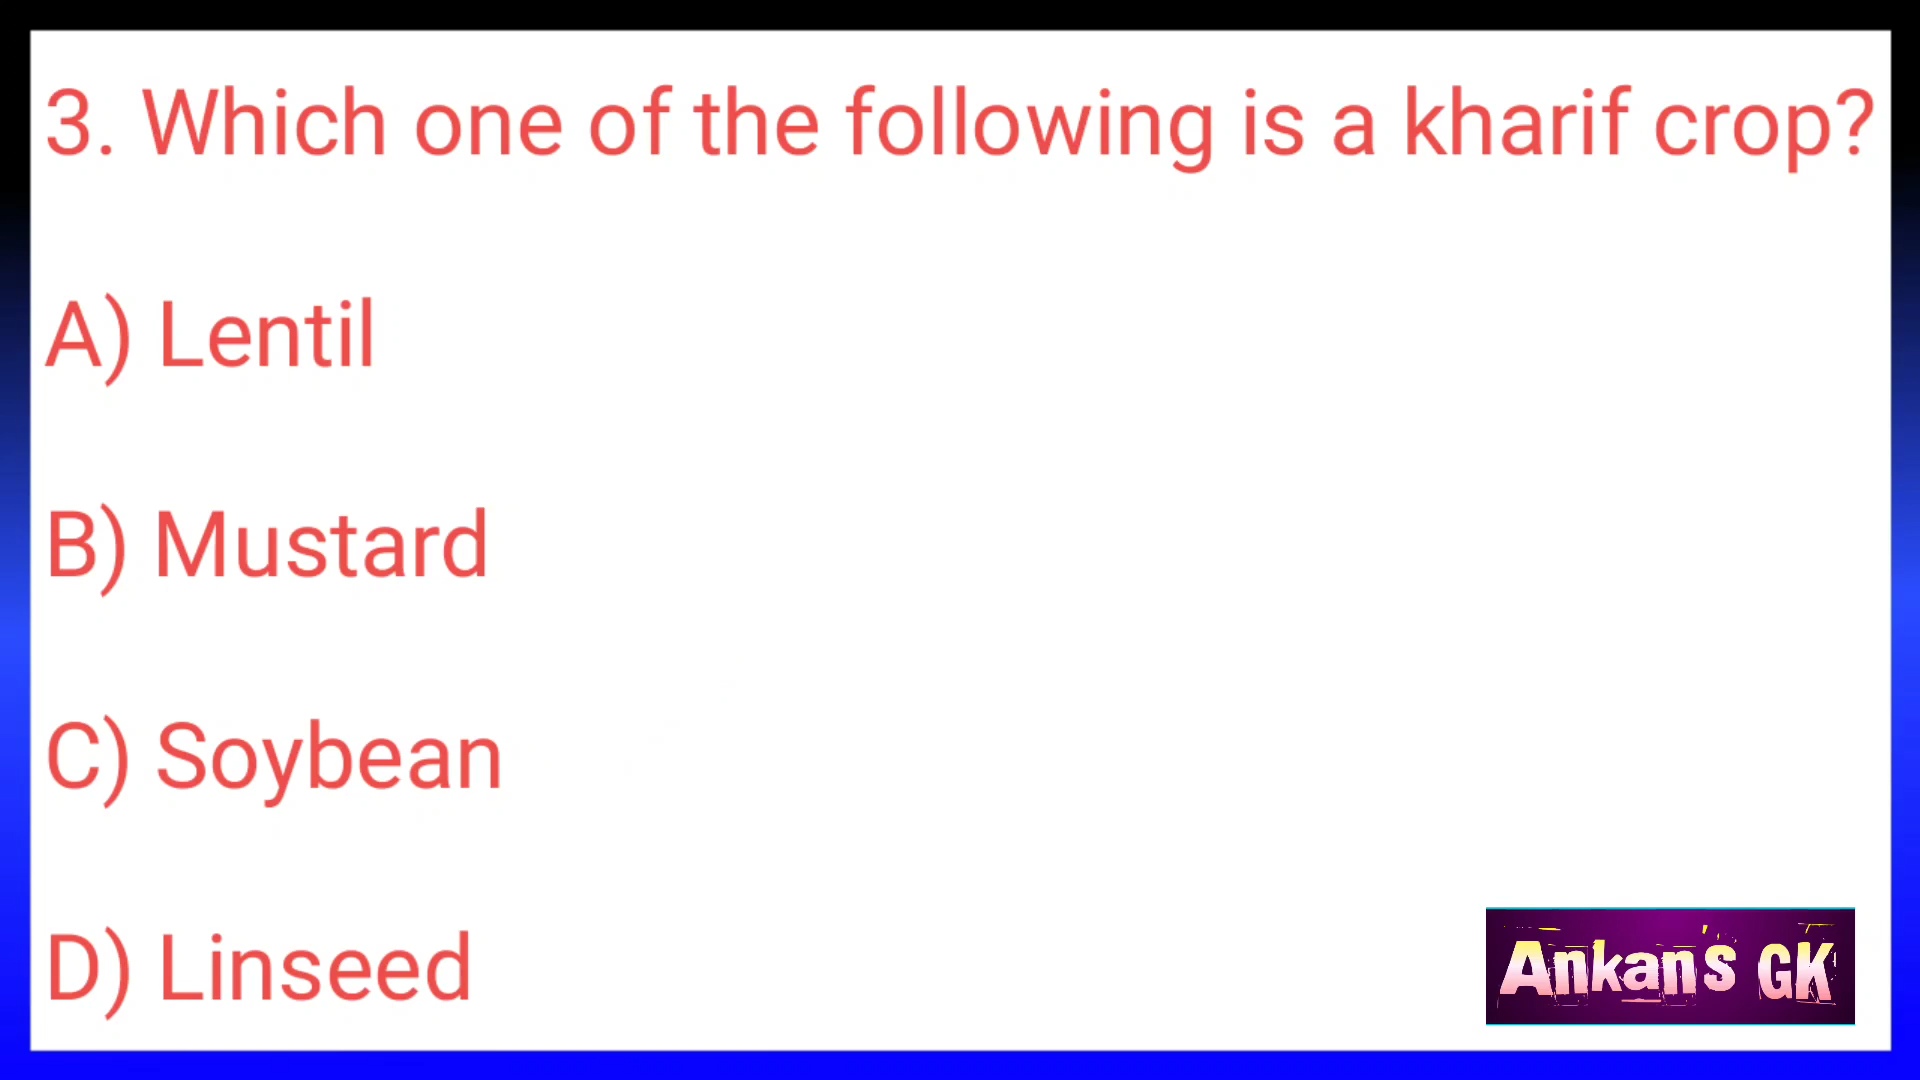 3. Which one of the following is a kharif crop?
A) Lentil
B) Mustard
C) Soybean
D) Linseed
Ankan's GK